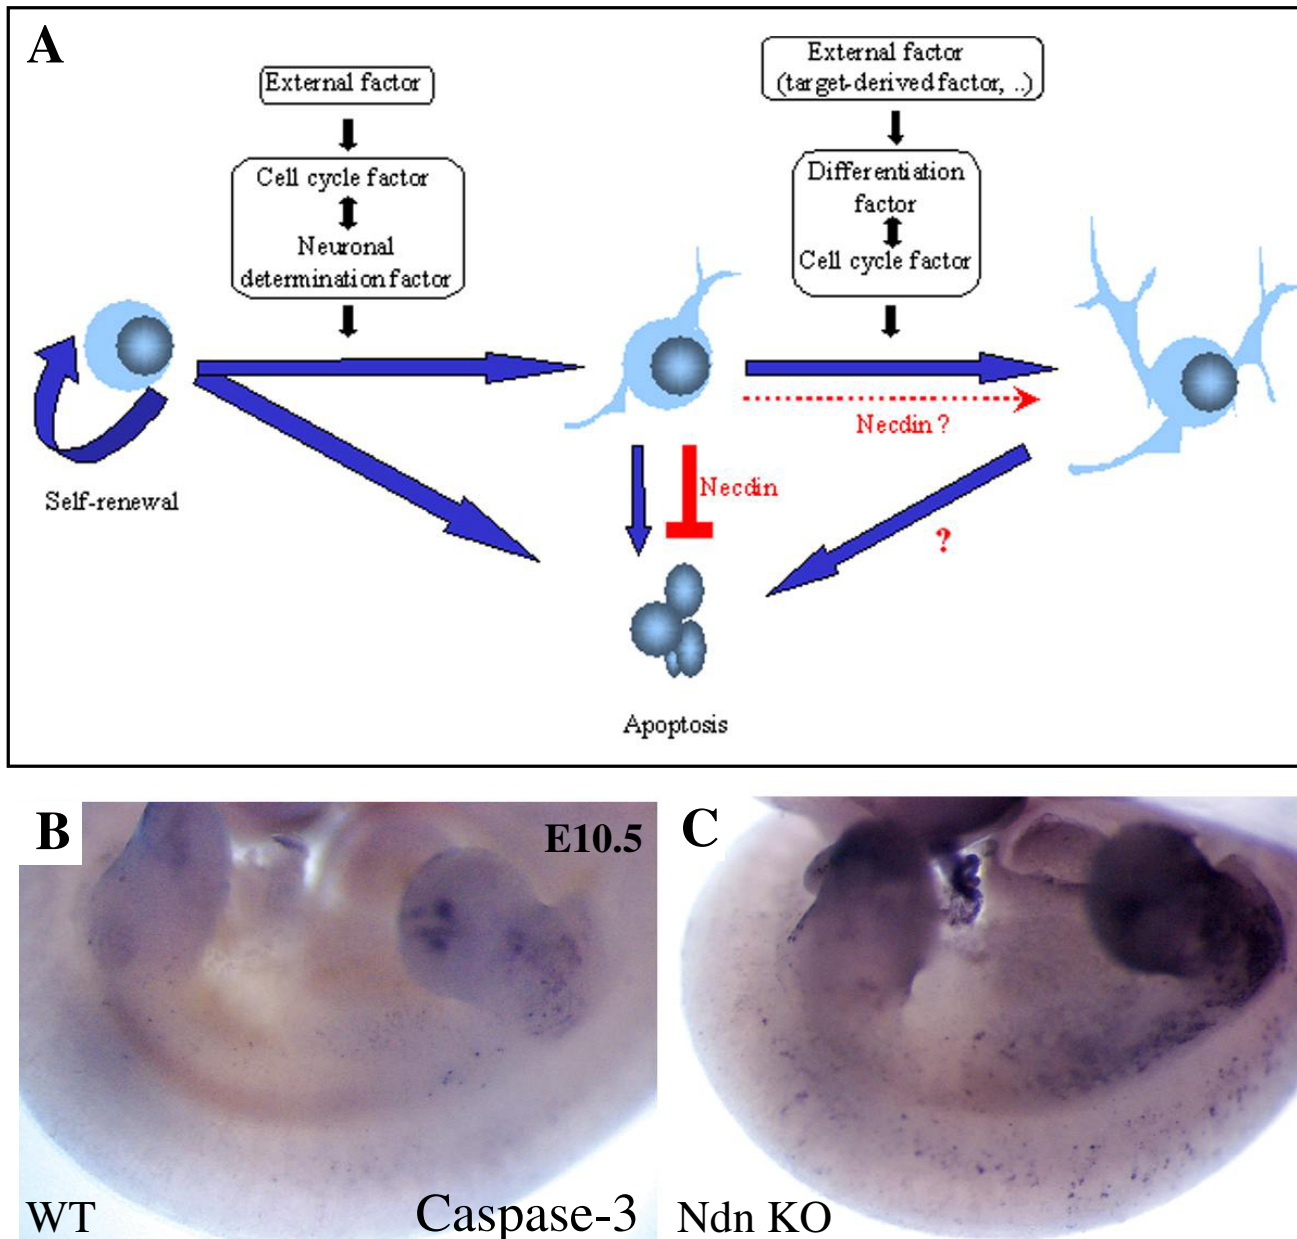 A
External factor
Cell cycle factor
Neuronal
determination factor
External factor
(target-derived factor, ..)
Differentiation
factor
Cell cycle factor
Self-renewal
Necdin ?
Necdin
?
Apoptosis
B
E10.5
WT
Caspase-3
C
Ndn KO